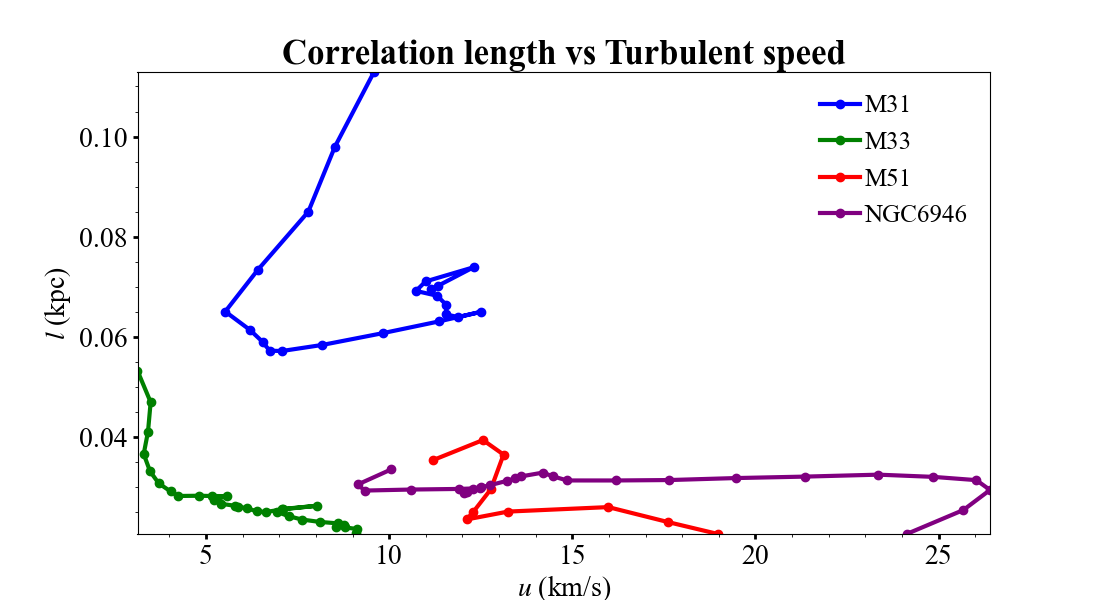 Correlation length vs Turbulent speed
M31
M33
M51
NGC6946
0.10
0.08
0.06
0.04
l (kpc)
5
10
15
20
25
u (km/s)